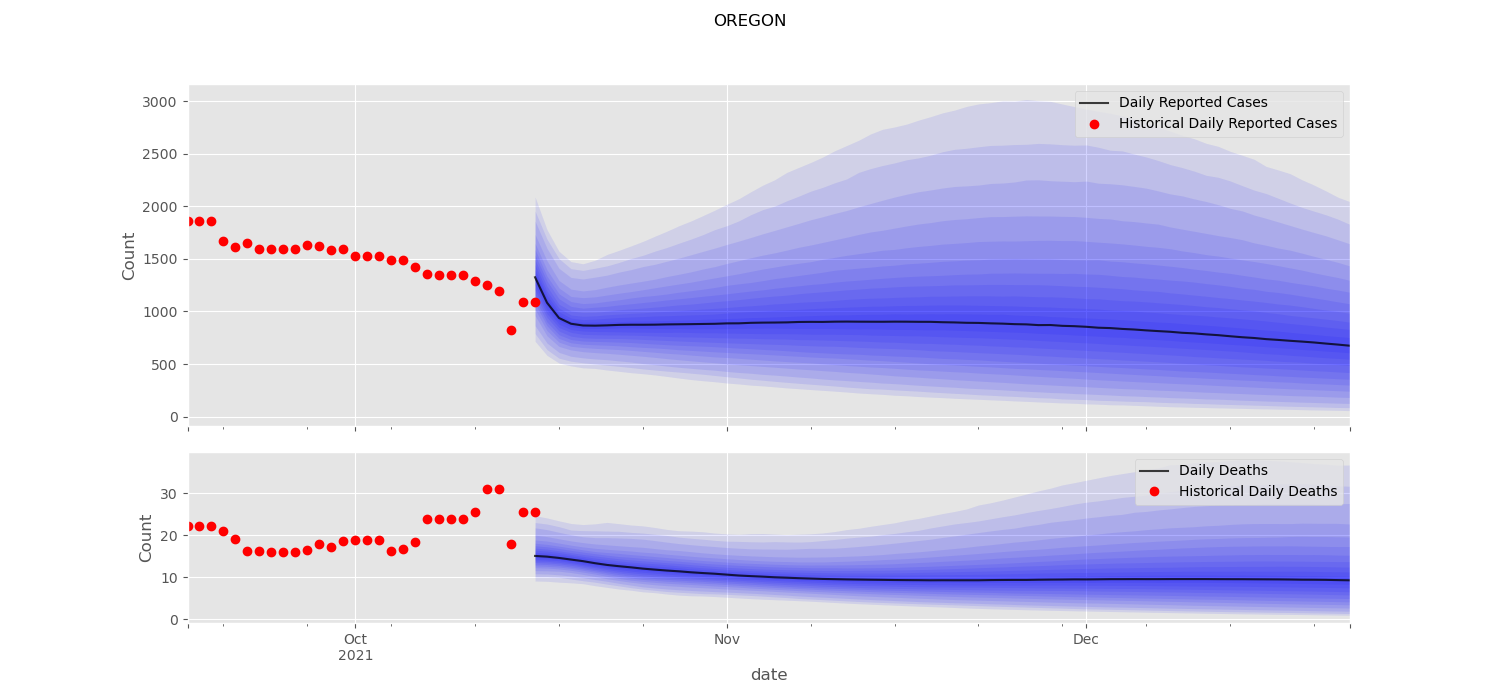 OREGON
3000
2500
2000
1500
1000
500
0
Count
Daily Reported Cases
Historical Daily Reported Cases
30
20
10
0
Count
Daily Deaths
Historical Daily Deaths
Oct
2021
Nov
Dec
date